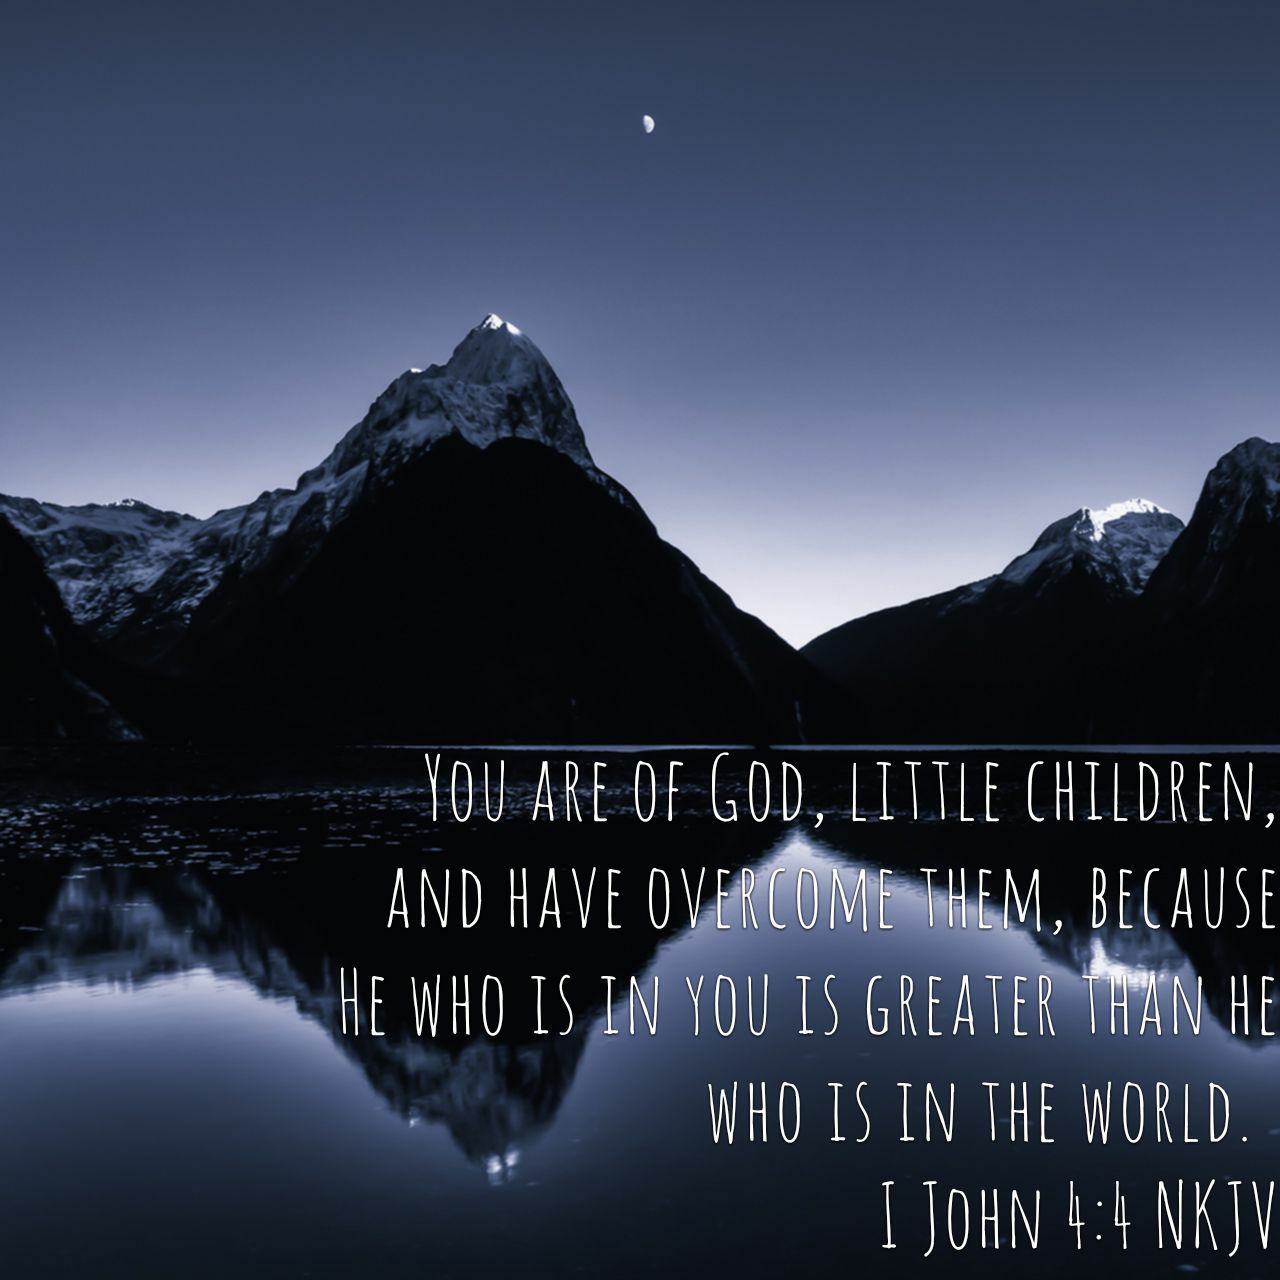 You are of God, little children,
and have overcome them, because
He who is in you is greater than he
who is in the world.
I John 4:4 NKJV